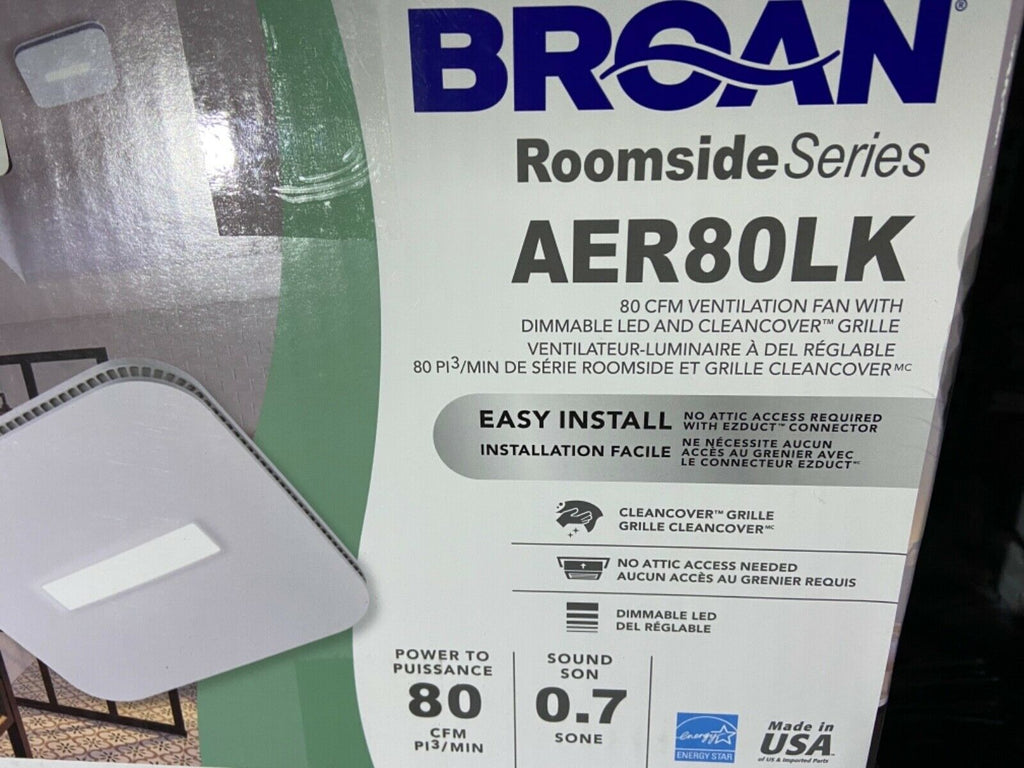 BROAN®
Roomside Series
AER80LK
80 CFM VENTILATION FAN WITH
DIMMABLE LED AND CLEANCOVER™ GRILLE
VENTILATEUR-LUMINAIRE À DEL RÉGLABLE
80 PI³/MIN DE SÉRIE ROOMSIDE ET GRILLE CLEANCOVER MC
EASY INSTALL
NO ATTIC ACCESS REQUIRED
WITH EZDUCT™ CONNECTOR
INSTALLATION FACILE
NE NÉCESSITE AUCUN
ACCÈS AU GRENIER AVEC
LE CONNECTEUR EZDUCT MC
CLEANCOVER™ GRILLE
GRILLE CLEANCOVER MC
NO ATTIC ACCESS NEEDED
AUCUN ACCÈS AU GRENIER REQUIS
DIMMABLE LED
DEL RÉGLABLE
POWER TO
PUISSANCE
80
CFM
PI³/MIN
SOUND
SON
0.7
SONE
energy
ENERGY STAR
Made in
USA
of US & Imported Parts